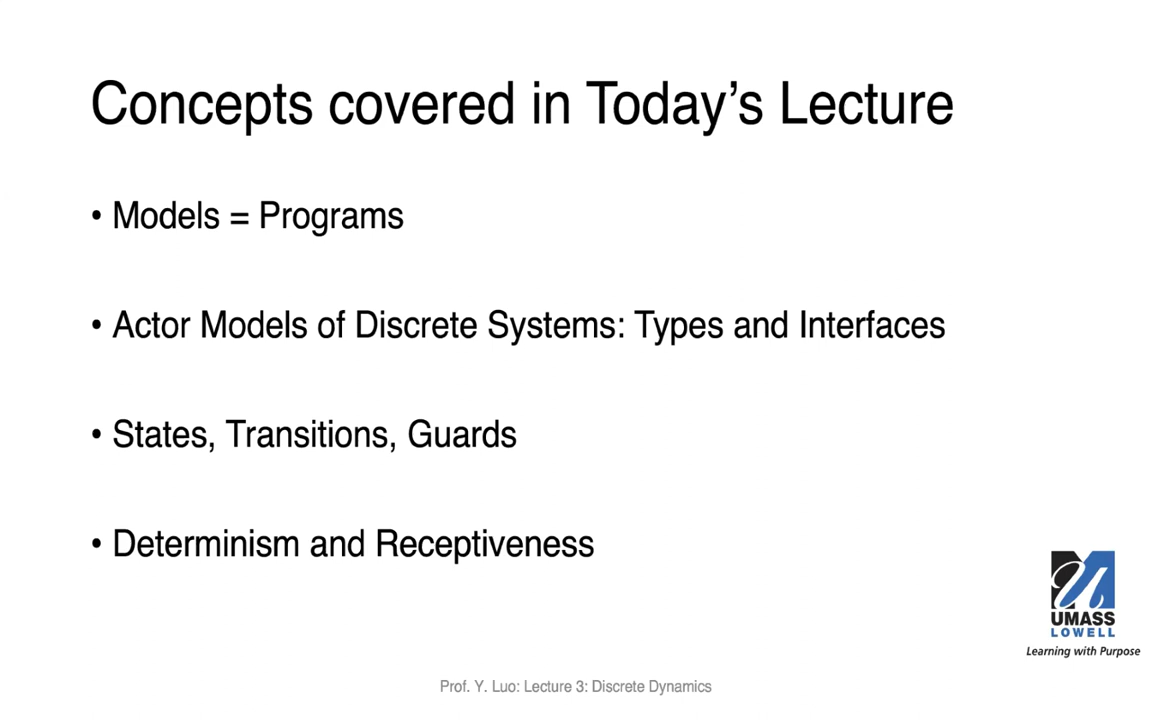 Concepts covered in Today's Lecture
• Models = Programs
• Actor Models of Discrete Systems: Types and Interfaces
• States, Transitions, Guards
• Determinism and Receptiveness
UMASS
LOWELL
Learning with Purpose
Prof. Y. Luo: Lecture 3: Discrete Dynamics